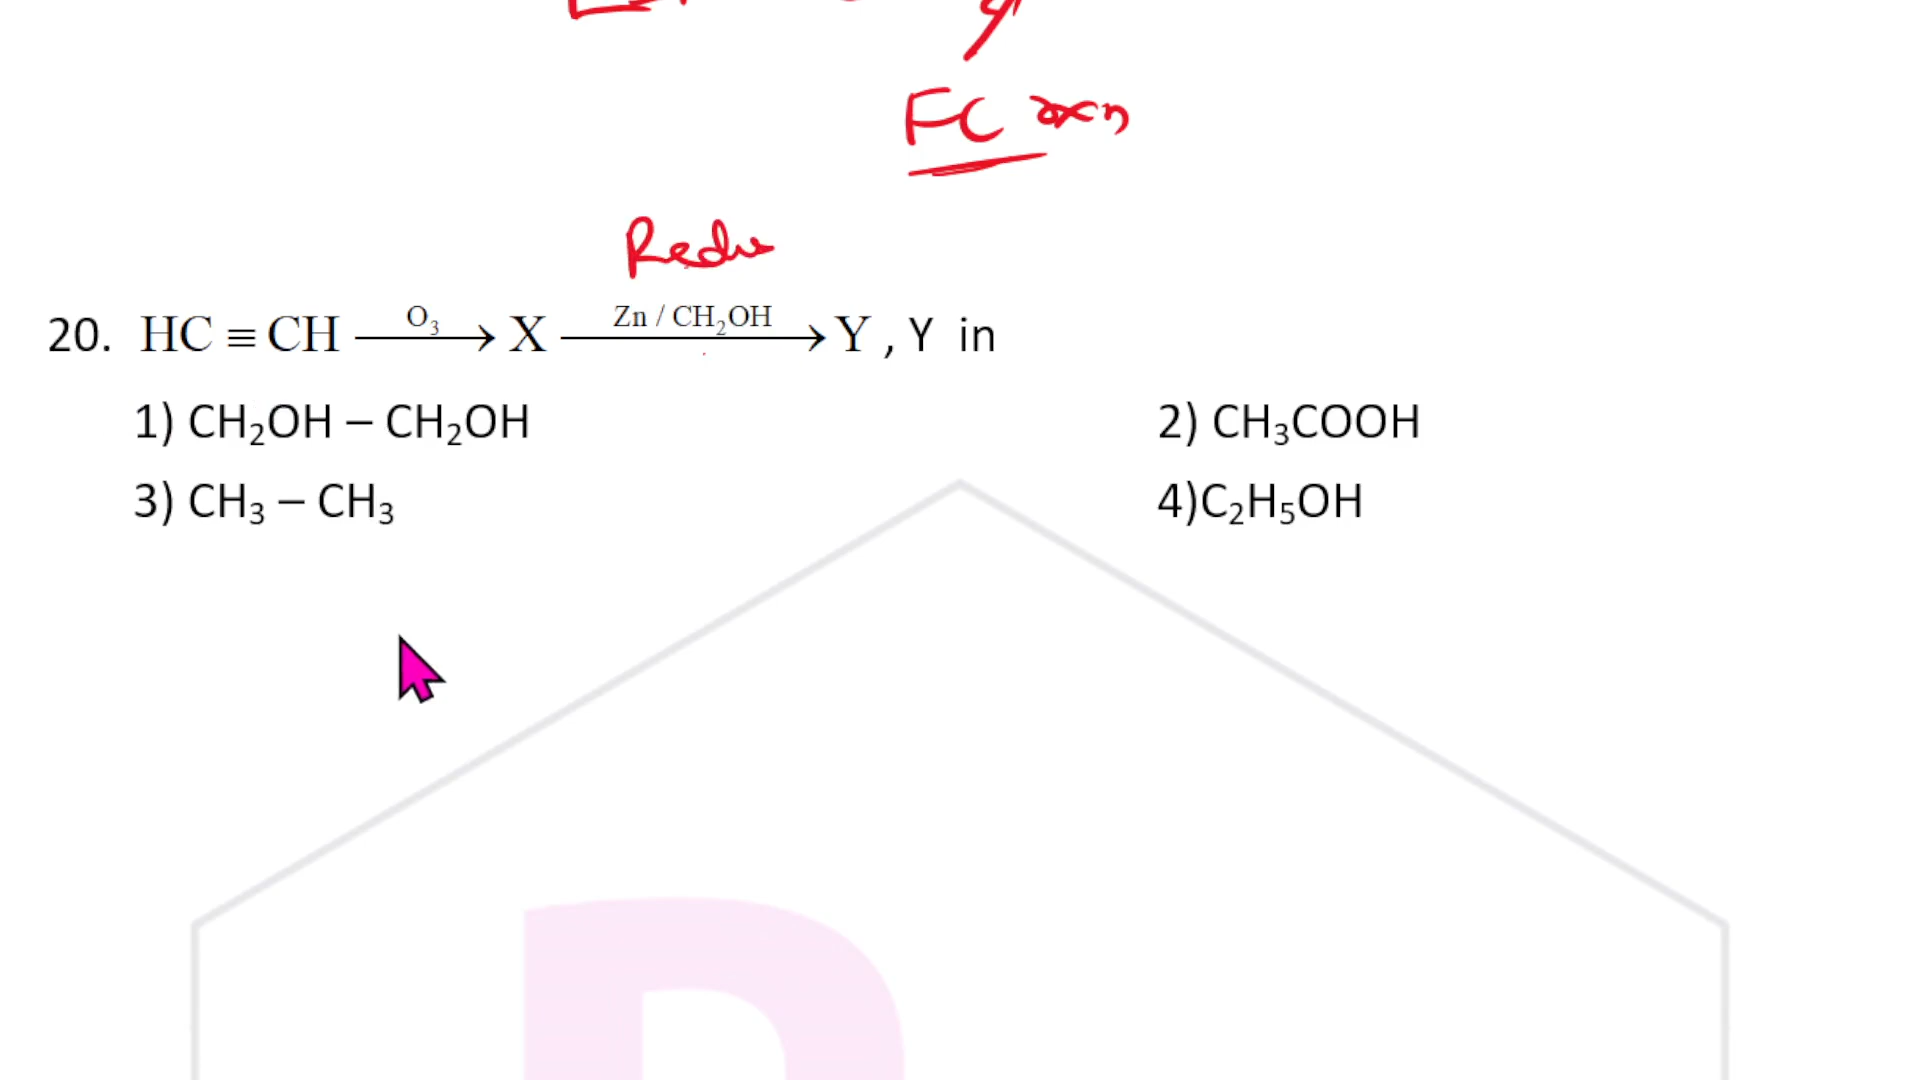 FC rxn
Redu
20. HC ≡ CH —O₃→ X —Zn / CH₂OH→ Y , Y in
1) CH₂OH – CH₂OH 2) CH₃COOH
3) CH₃ – CH₃ 4)C₂H₅OH